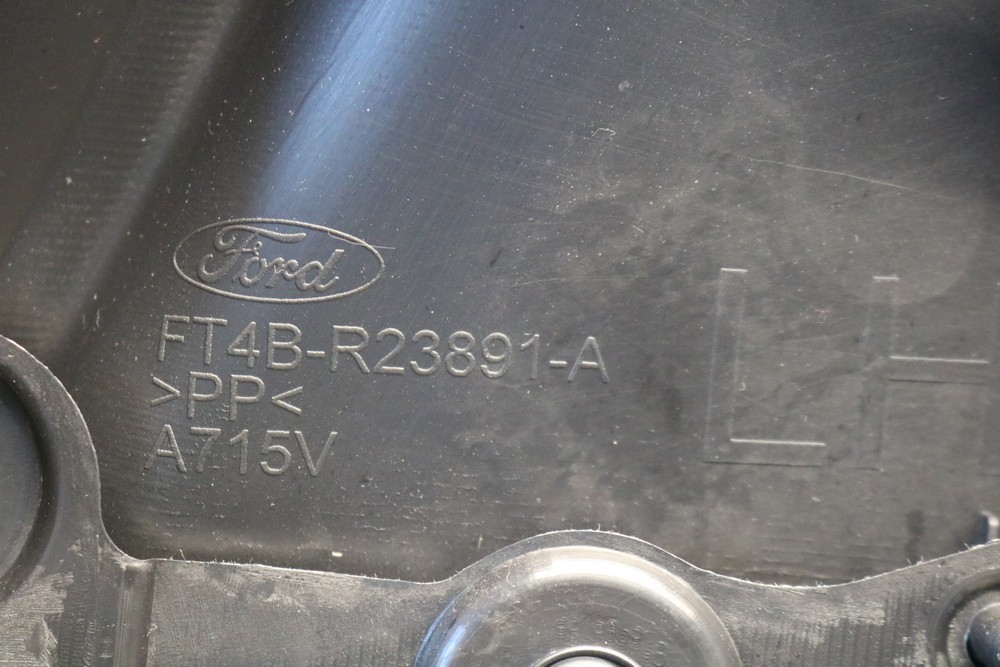 Ford
FT4B-R23891-A
>PP<
A715V
LH